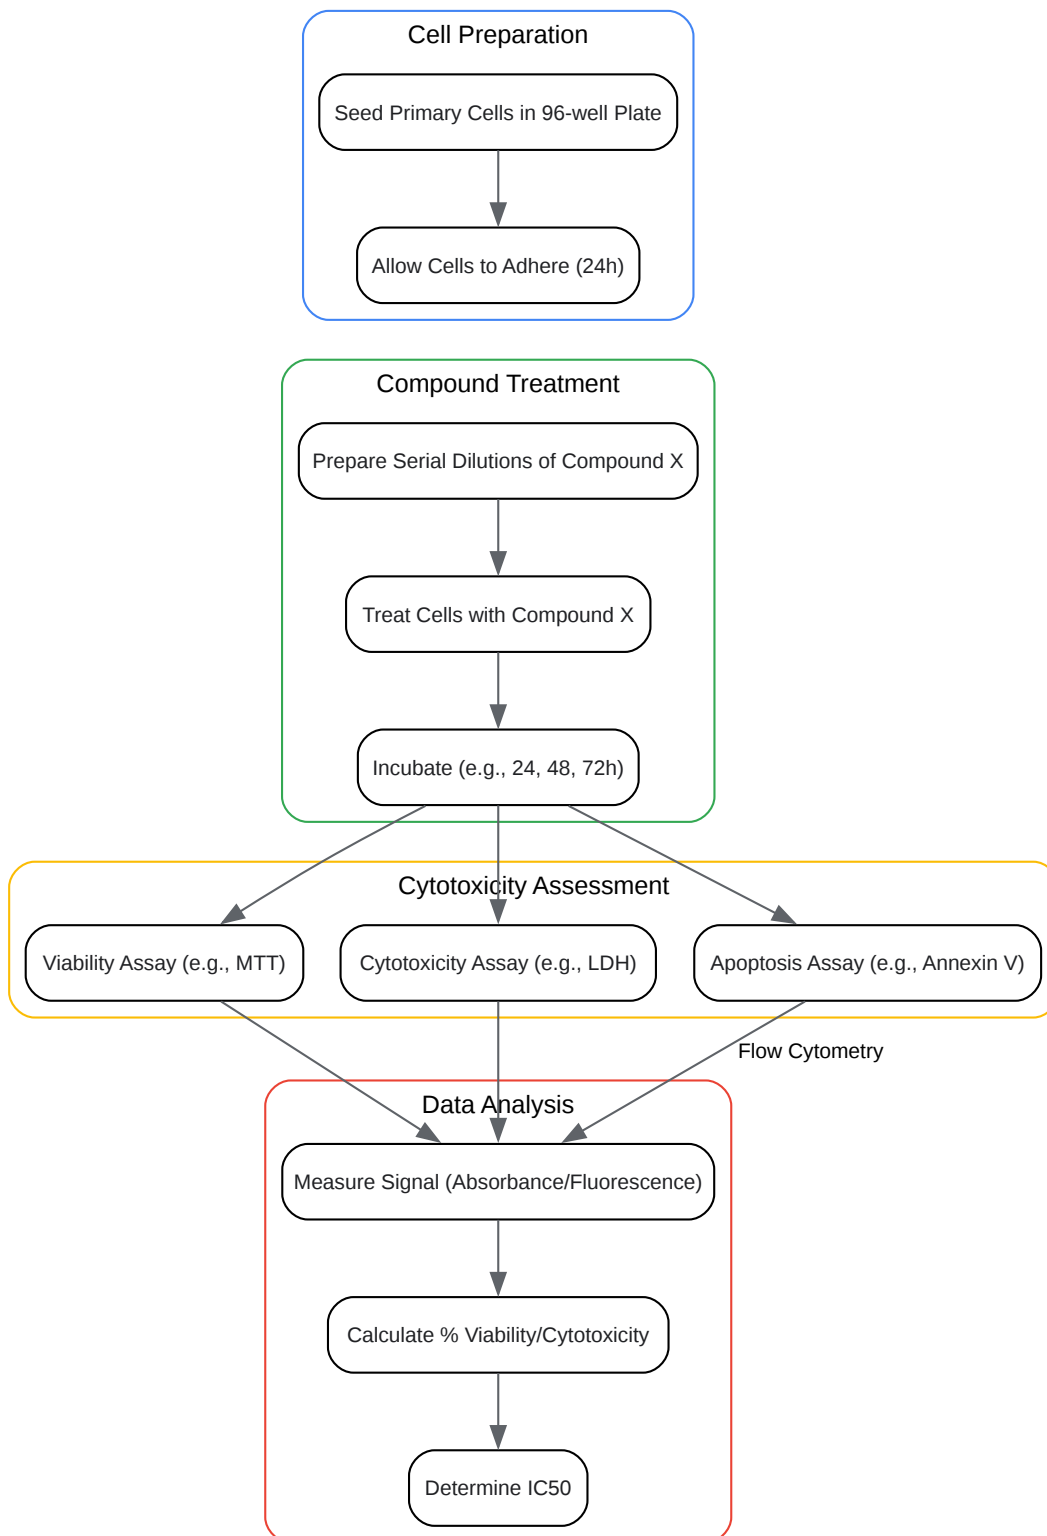 Cell Preparation
Seed Primary Cells in 96-well Plate
Allow Cells to Adhere (24h)
Compound Treatment
Prepare Serial Dilutions of Compound X
Treat Cells with Compound X
Incubate (e.g., 24, 48, 72h)
Cytotoxicity Assessment
Viability Assay (e.g., MTT)
Cytotoxicity Assay (e.g., LDH)
Apoptosis Assay (e.g., Annexin V)
Flow Cytometry
Data Analysis
Measure Signal (Absorbance/Fluorescence)
Calculate % Viability/Cytotoxicity
Determine IC50